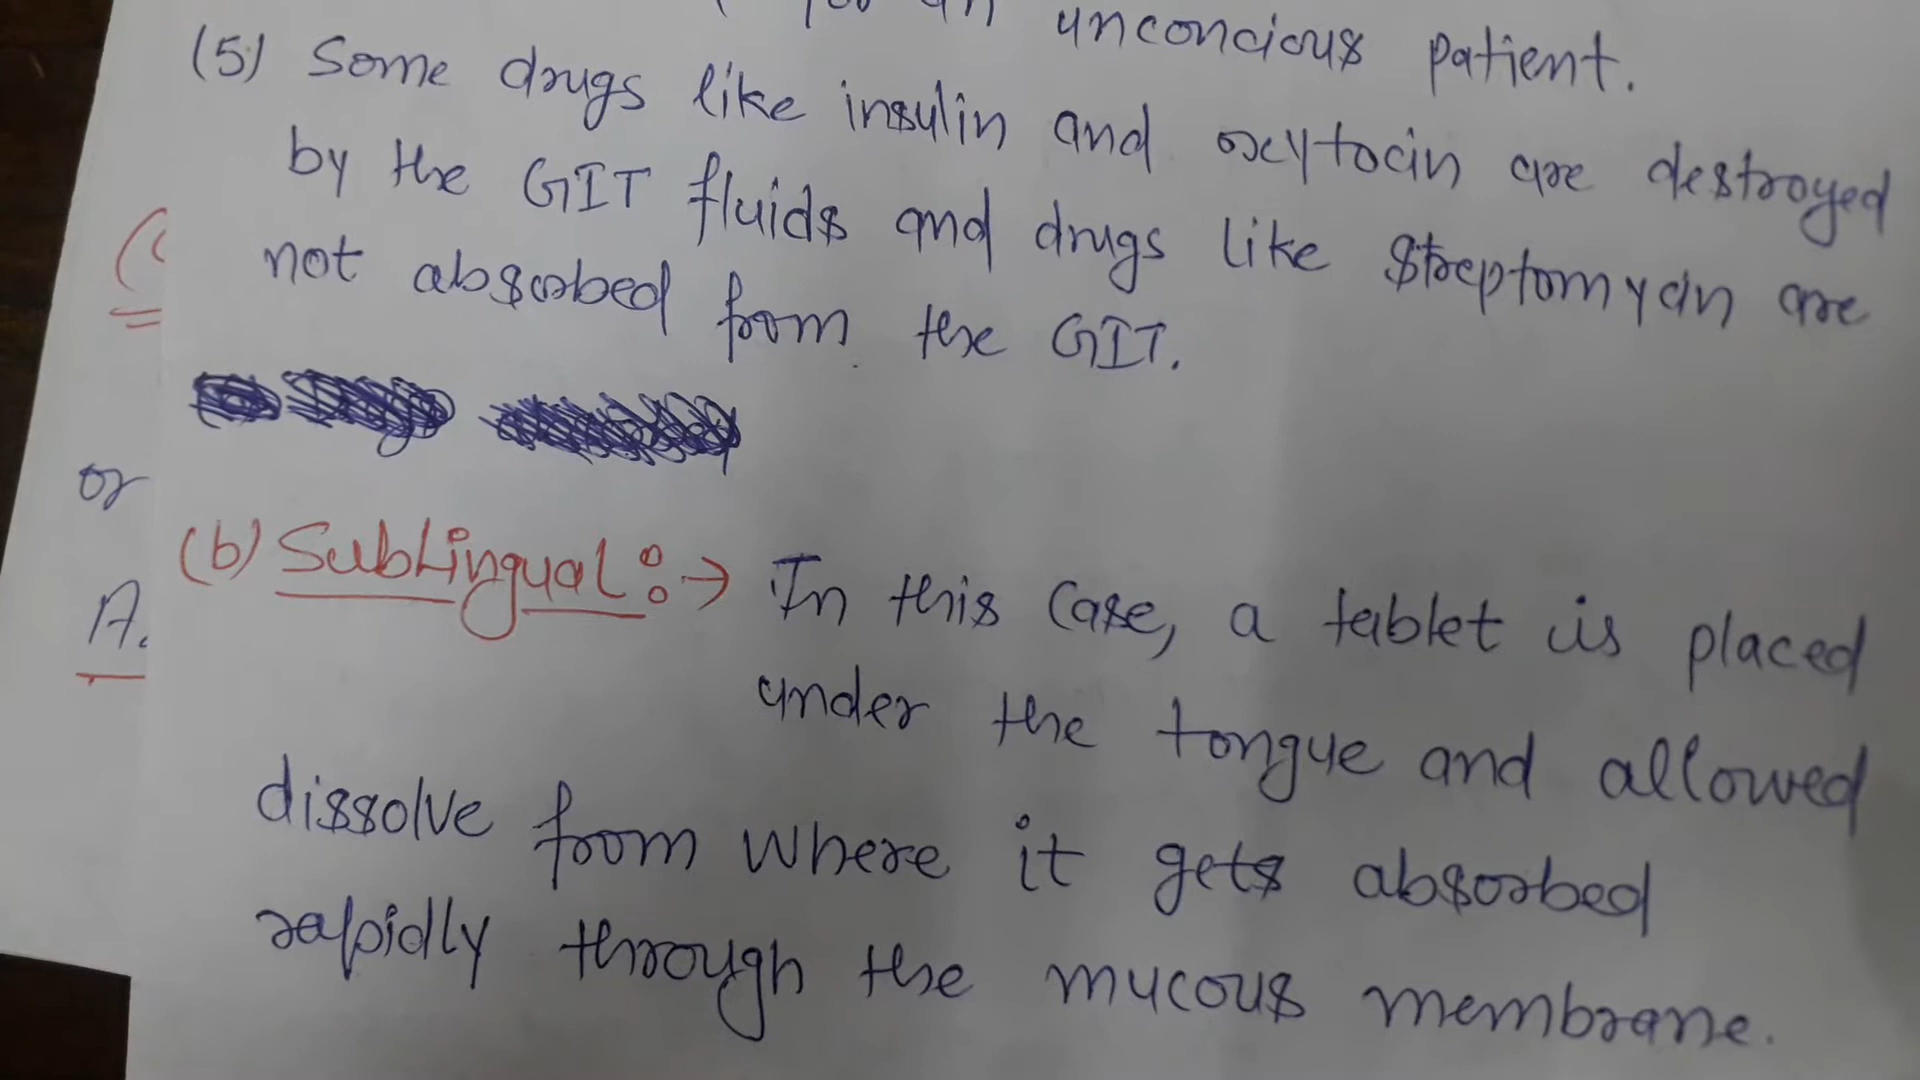 unconcious patient.
(5) Some drugs like insulin and oxytocin are destroyed
by the GIT fluids and drugs like Streptomycin are
not absorbed from the GIT.
or
(b) SubLingual :→ In this Case, a tablet is placed
under the tongue and allowed
dissolve from where it gets absorbed
rapidly through the mucous membrane.
A.